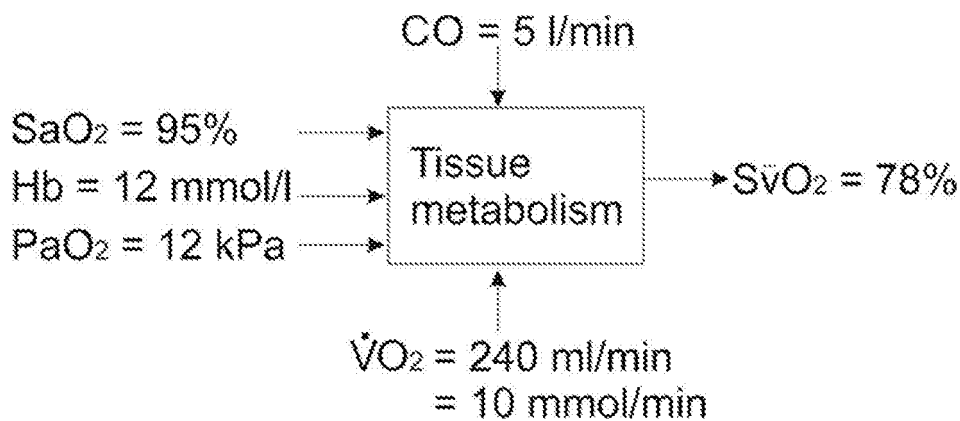 CO = 5 l/min
SaO₂ = 95%
Hb = 12 mmol/l
PaO₂ = 12 kPa
Tissue
metabolism
Sv̄O₂ = 78%
V̇O₂ = 240 ml/min
= 10 mmol/min